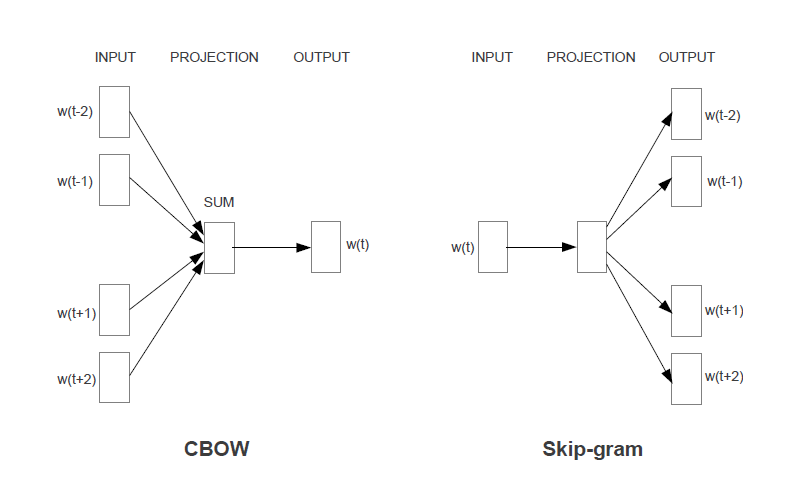 INPUT PROJECTION OUTPUT
w(t-2)
w(t-1)
SUM
w(t)
w(t+1)
w(t+2)
CBOW
INPUT PROJECTION OUTPUT
w(t-2)
w(t-1)
w(t)
w(t+1)
w(t+2)
Skip-gram